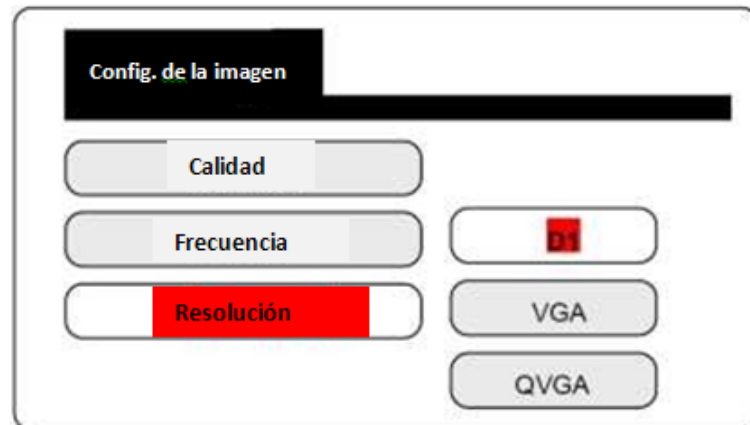 Config. de la imagen
Calidad
Frecuencia
D1
Resolución
VGA
QVGA